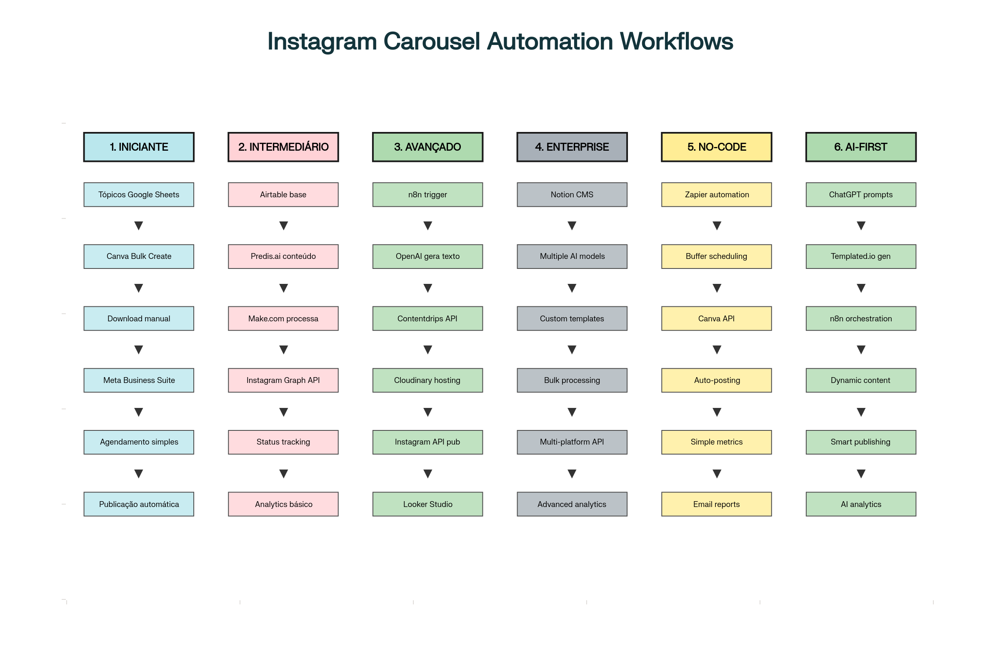 Instagram Carousel Automation Workflows
1. INICIANTE
Tópicos Google Sheets
Canva Bulk Create
Download manual
Meta Business Suite
Agendamento simples
Publicação automática
2. INTERMEDIÁRIO
Airtable base
Predis.ai conteúdo
Make.com processa
Instagram Graph API
Status tracking
Analytics básico
3. AVANÇADO
n8n trigger
OpenAI gera texto
Contentdrips API
Cloudinary hosting
Instagram API pub
Looker Studio
4. ENTERPRISE
Notion CMS
Multiple AI models
Custom templates
Bulk processing
Multi-platform API
Advanced analytics
5. NO-CODE
Zapier automation
Buffer scheduling
Canva API
Auto-posting
Simple metrics
Email reports
6. AI-FIRST
ChatGPT prompts
Templated.io gen
n8n orchestration
Dynamic content
Smart publishing
AI analytics